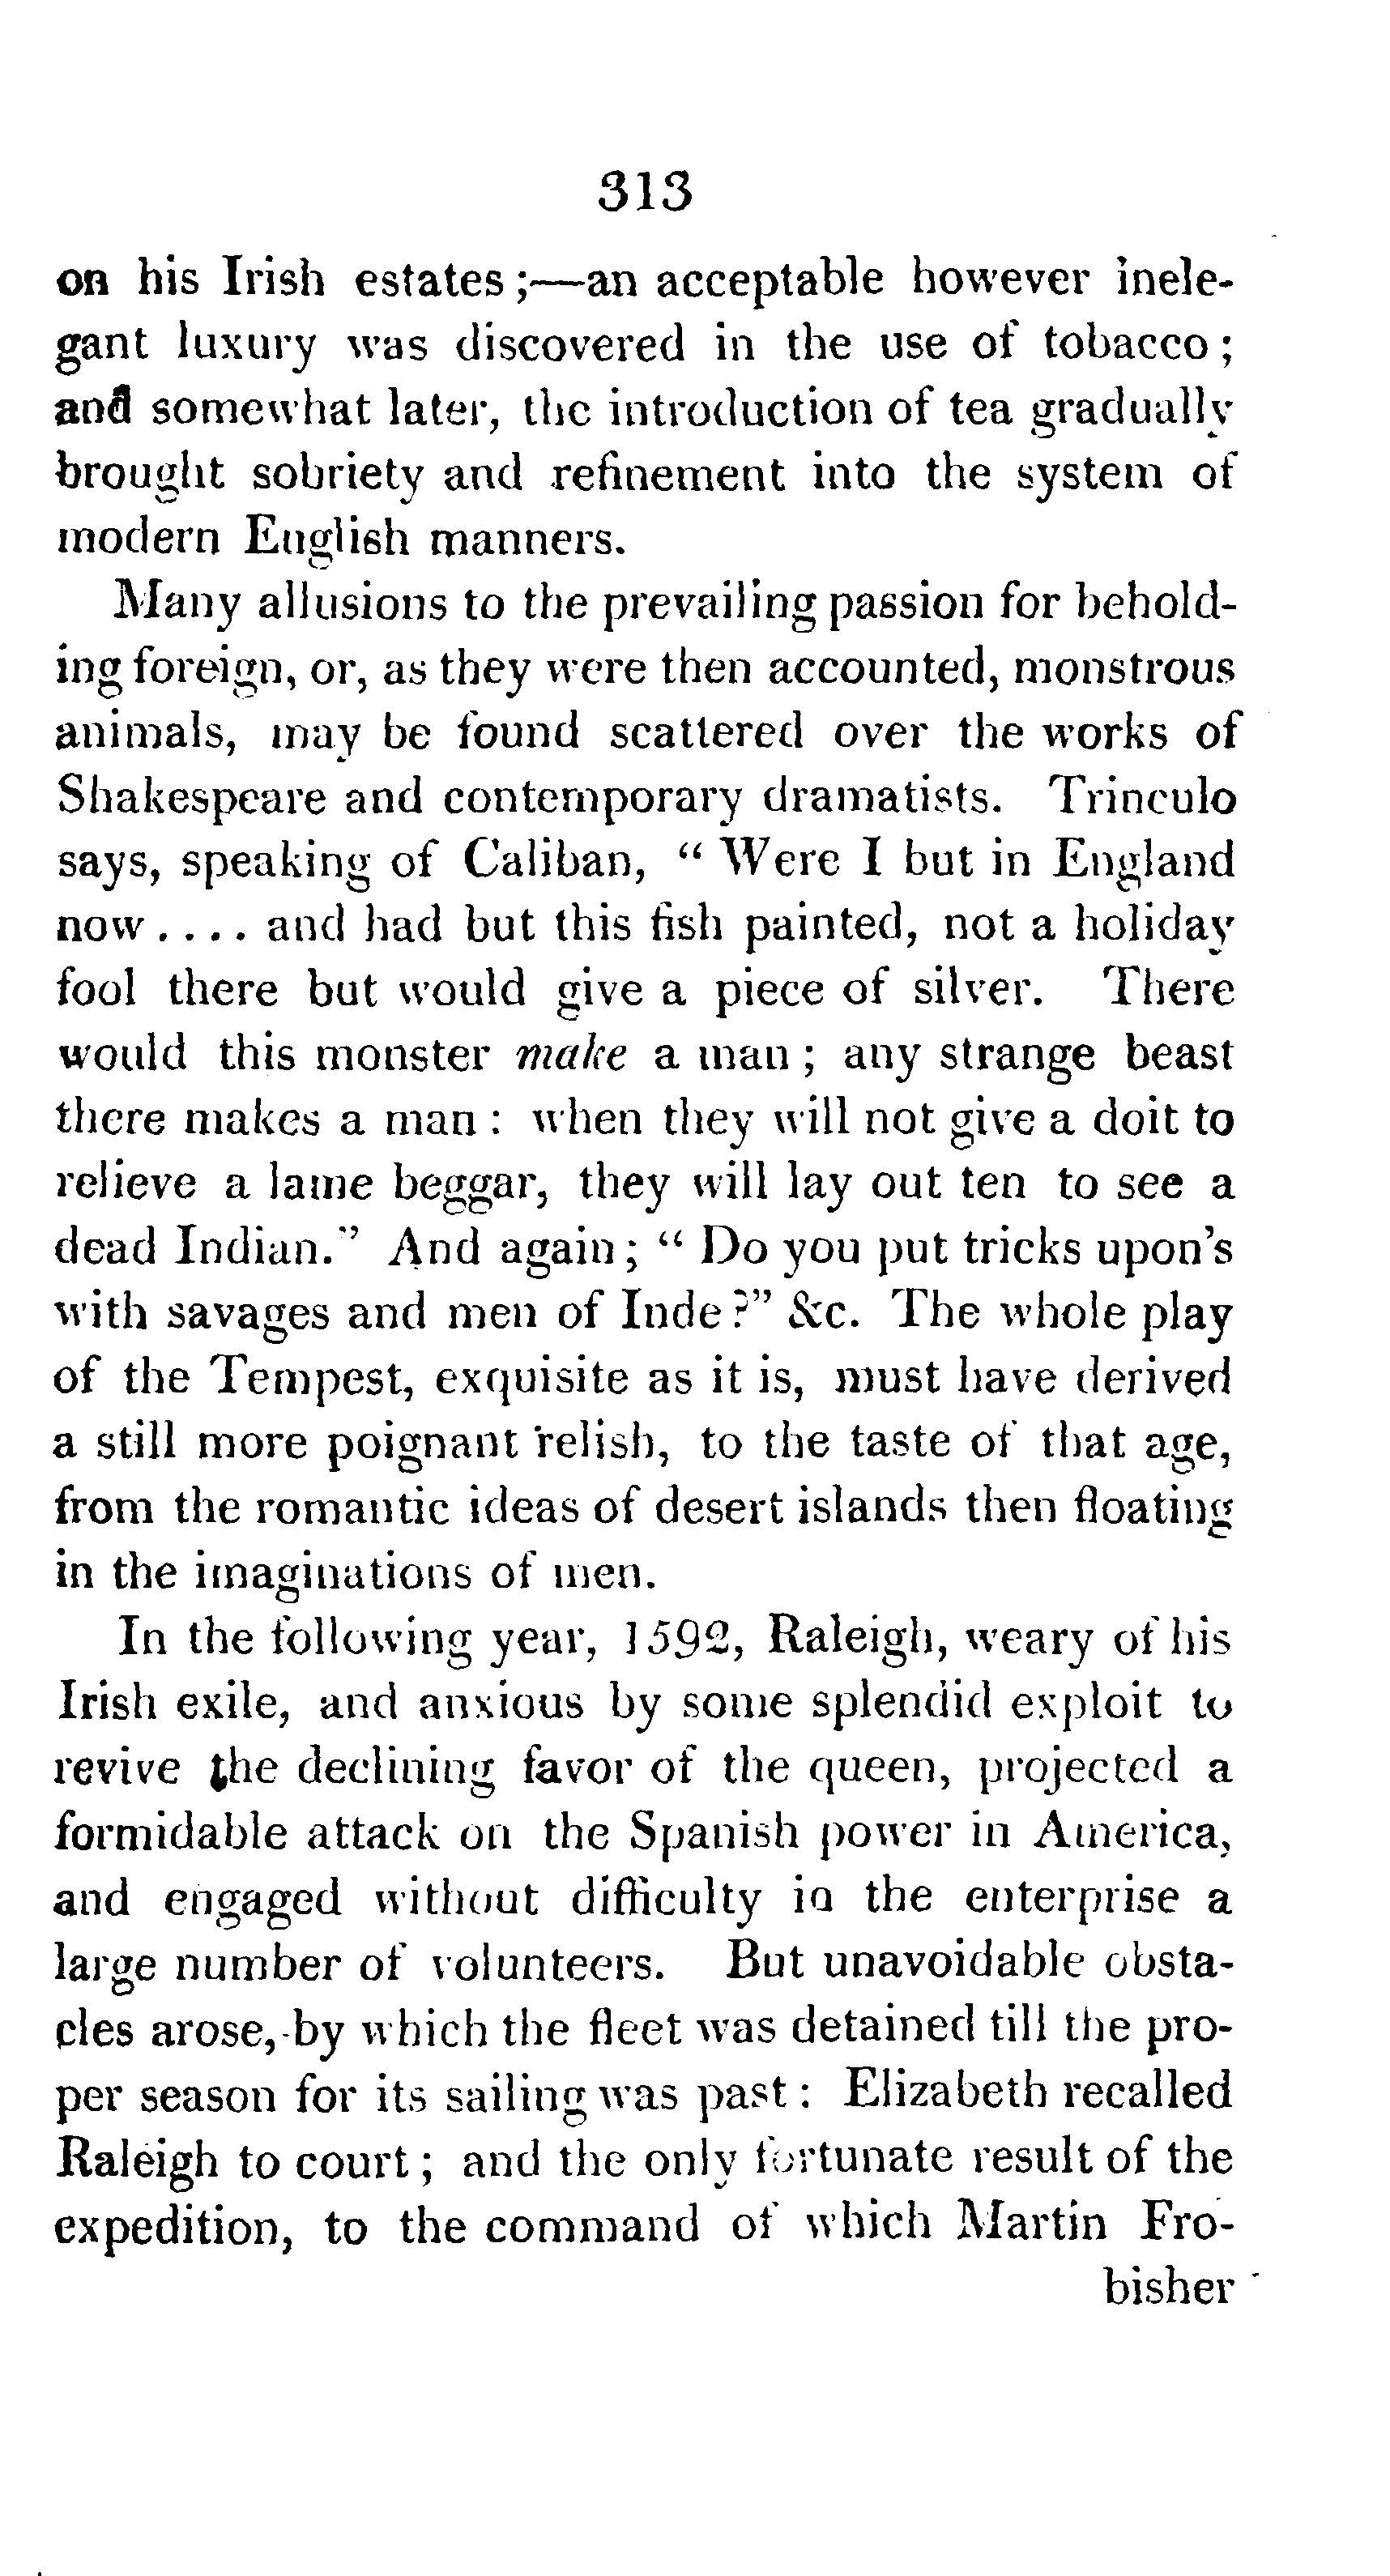 313
on his Irish estates ;—an acceptable however inele-
gant luxury was discovered in the use of tobacco ;
and somewhat later, the introduction of tea gradually
brought sobriety and refinement into the system of
modern English manners.
Many allusions to the prevailing passion for behold-
ing foreign, or, as they were then accounted, monstrous
animals, may be found scattered over the works of
Shakespeare and contemporary dramatists. Trinculo
says, speaking of Caliban, “ Were I but in England
now . . . . and had but this fish painted, not a holiday
fool there but would give a piece of silver. There
would this monster make a man ; any strange beast
there makes a man : when they will not give a doit to
relieve a lame beggar, they will lay out ten to see a
dead Indian.” And again ; “ Do you put tricks upon's
with savages and men of Inde ?” &c. The whole play
of the Tempest, exquisite as it is, must have derived
a still more poignant relish, to the taste of that age,
from the romantic ideas of desert islands then floating
in the imaginations of men.
In the following year, 1592, Raleigh, weary of his
Irish exile, and anxious by some splendid exploit to
revive the declining favor of the queen, projected a
formidable attack on the Spanish power in America,
and engaged without difficulty in the enterprise a
large number of volunteers. But unavoidable obsta-
cles arose, by which the fleet was detained till the pro-
per season for its sailing was past : Elizabeth recalled
Raleigh to court ; and the only fortunate result of the
expedition, to the command of which Martin Fro-
bisher